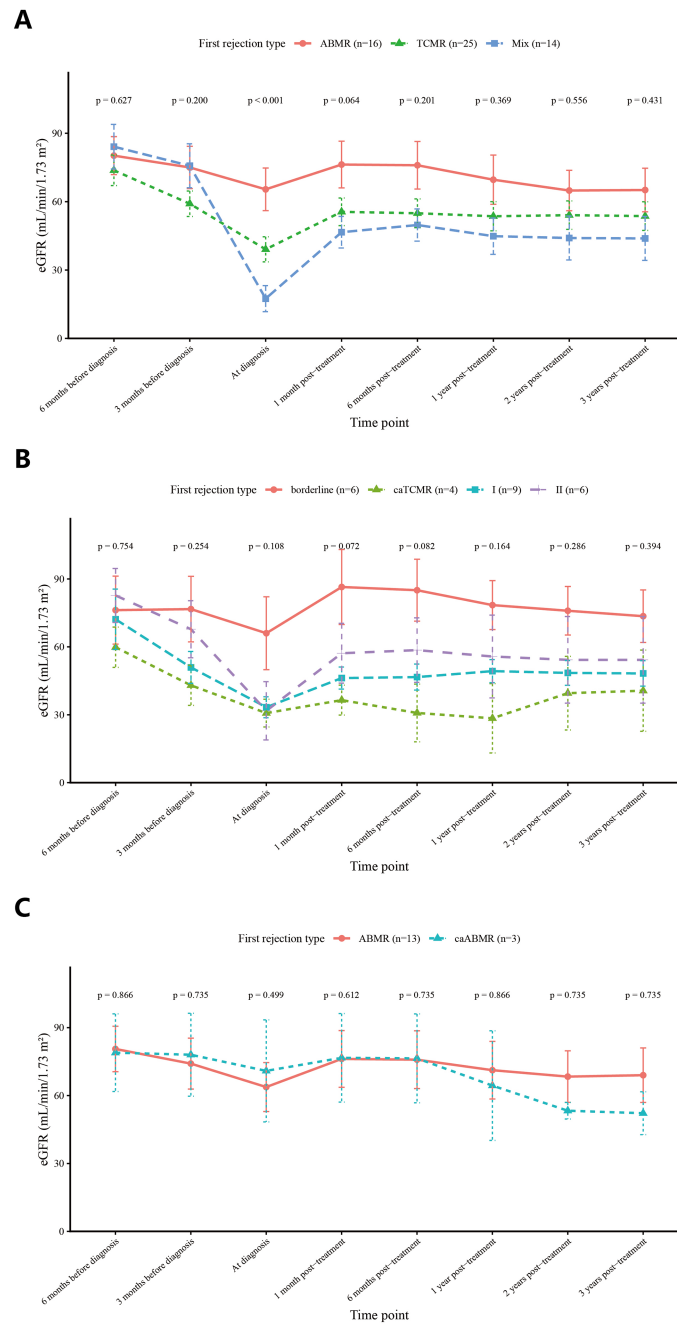 A
First rejection type ABMR (n=16) TCMR (n=25) Mix (n=14)
p = 0.627 p = 0.200 p < 0.001 p = 0.064 p = 0.201 p = 0.369 p = 0.556 p = 0.431
eGFR (mL/min/1.73 m²)
90
60
30
0
6 months before diagnosis
3 months before diagnosis
At diagnosis
1 month post−treatment
6 months post−treatment
1 year post−treatment
2 years post−treatment
3 years post−treatment
Time point
B
First rejection type borderline (n=6) caTCMR (n=4) I (n=9) II (n=6)
p = 0.754 p = 0.254 p = 0.108 p = 0.072 p = 0.082 p = 0.164 p = 0.286 p = 0.394
eGFR (mL/min/1.73 m²)
90
60
30
0
6 months before diagnosis
3 months before diagnosis
At diagnosis
1 month post−treatment
6 months post−treatment
1 year post−treatment
2 years post−treatment
3 years post−treatment
Time point
C
First rejection type ABMR (n=13) caABMR (n=3)
p = 0.866 p = 0.735 p = 0.499 p = 0.612 p = 0.735 p = 0.866 p = 0.735 p = 0.735
eGFR (mL/min/1.73 m²)
90
60
30
0
6 months before diagnosis
3 months before diagnosis
At diagnosis
1 month post−treatment
6 months post−treatment
1 year post−treatment
2 years post−treatment
3 years post−treatment
Time point